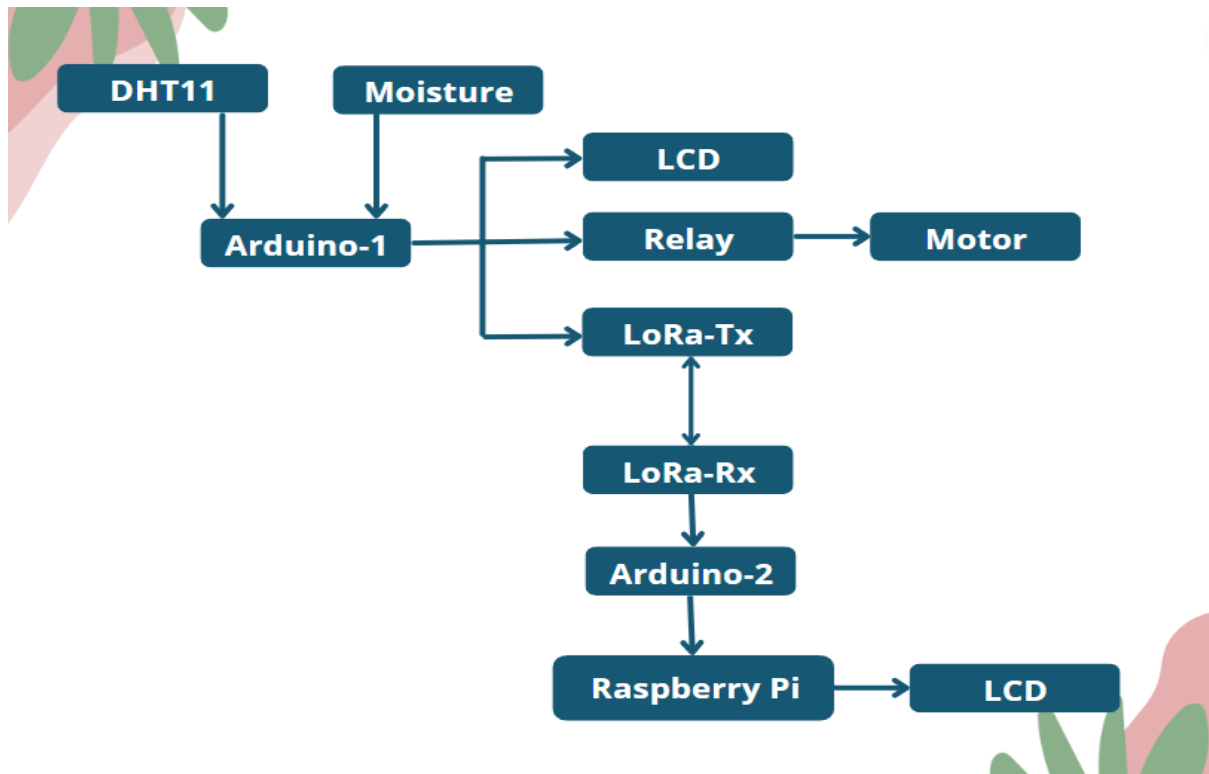 DHT11
Moisture
LCD
Arduino-1
Relay
Motor
LoRa-Tx
LoRa-Rx
Arduino-2
Raspberry Pi
LCD